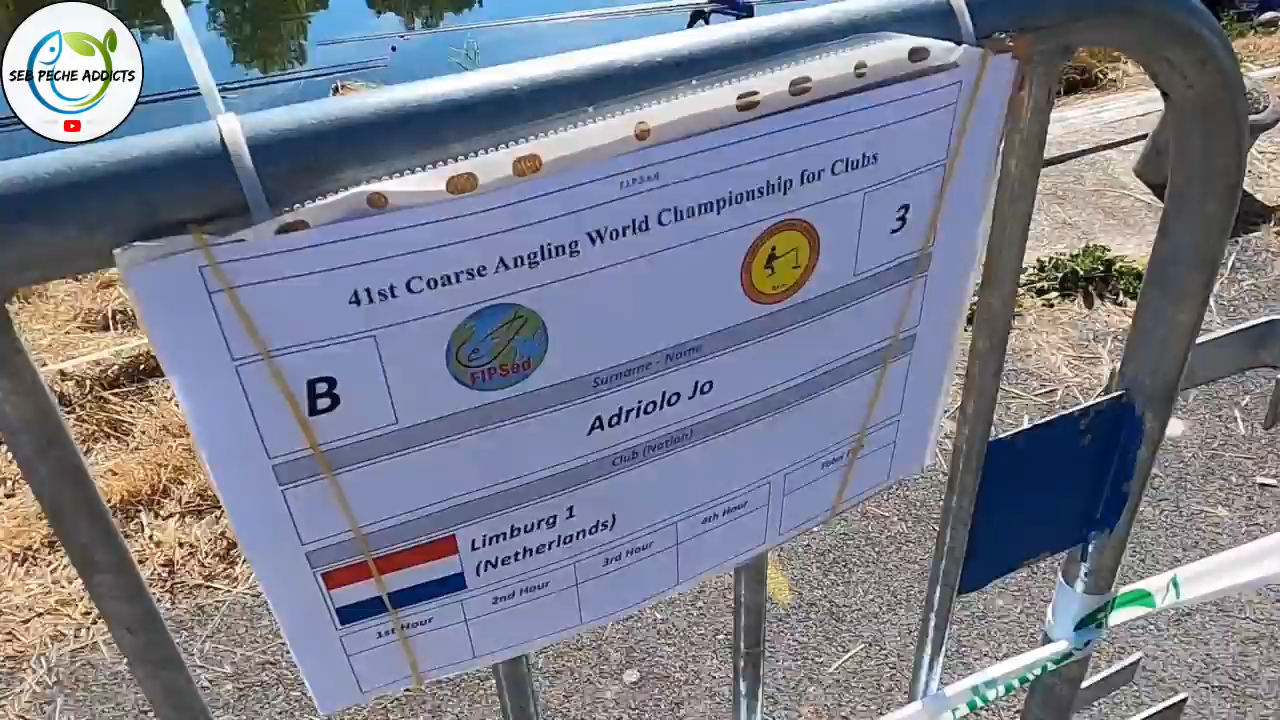 SEB PECHE ADDICTS
F.I.P.S.e.d
41st Coarse Angling World Championship for Clubs
B
FIPSed
3
Surname - Name
Adriolo Jo
Club (Nation)
Limburg 1
(Netherlands)
1st Hour
2nd Hour
3rd Hour
4th Hour